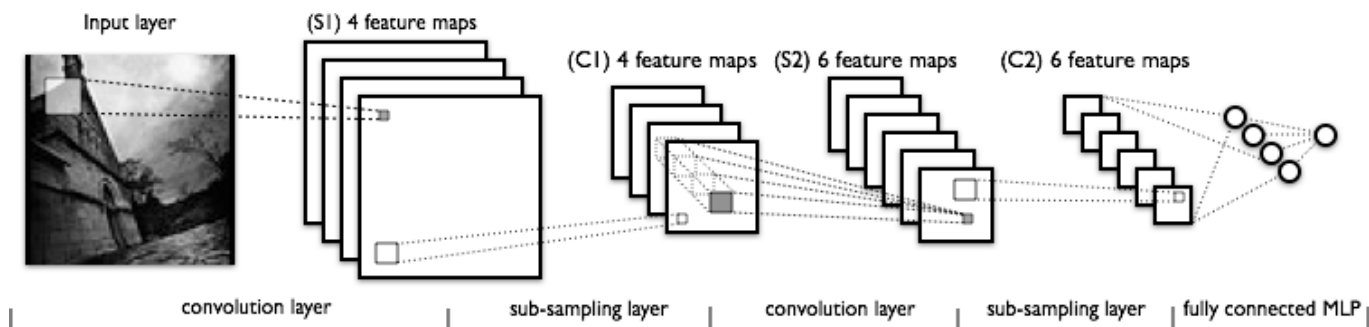 Input layer
(S1) 4 feature maps
(C1) 4 feature maps
(S2) 6 feature maps
(C2) 6 feature maps
convolution layer
sub-sampling layer
convolution layer
sub-sampling layer
fully connected MLP